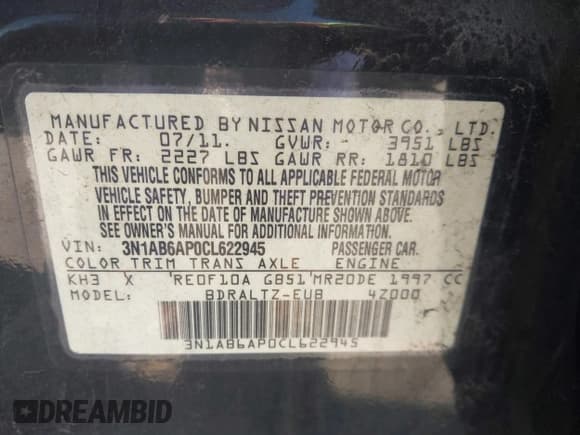 MANUFACTURED BY NISSAN MOTOR CO., LTD.
DATE: 07/11. GVWR: 3951 LBS
GAWR FR: 2227 LBS GAWR RR: 1810 LBS
THIS VEHICLE CONFORMS TO ALL APPLICABLE FEDERAL MOTOR
VEHICLE SAFETY, BUMPER AND THEFT PREVENTION STANDARDS
IN EFFECT ON THE DATE OF MANUFACTURE SHOWN ABOVE.
SEE OWNER'S MANUAL FOR ADDITIONAL INFORMATION
VIN: 3N1AB6AP0CL622945 PASSENGER CAR.
COLOR TRIM TRANS AXLE ENGINE
KH3 X 'RE0F10A GB51'MR20DE 1997 CC
MODEL: BDRALTZ-EUB 4Z000
3N1AB6AP0CL622945
DREAMBID